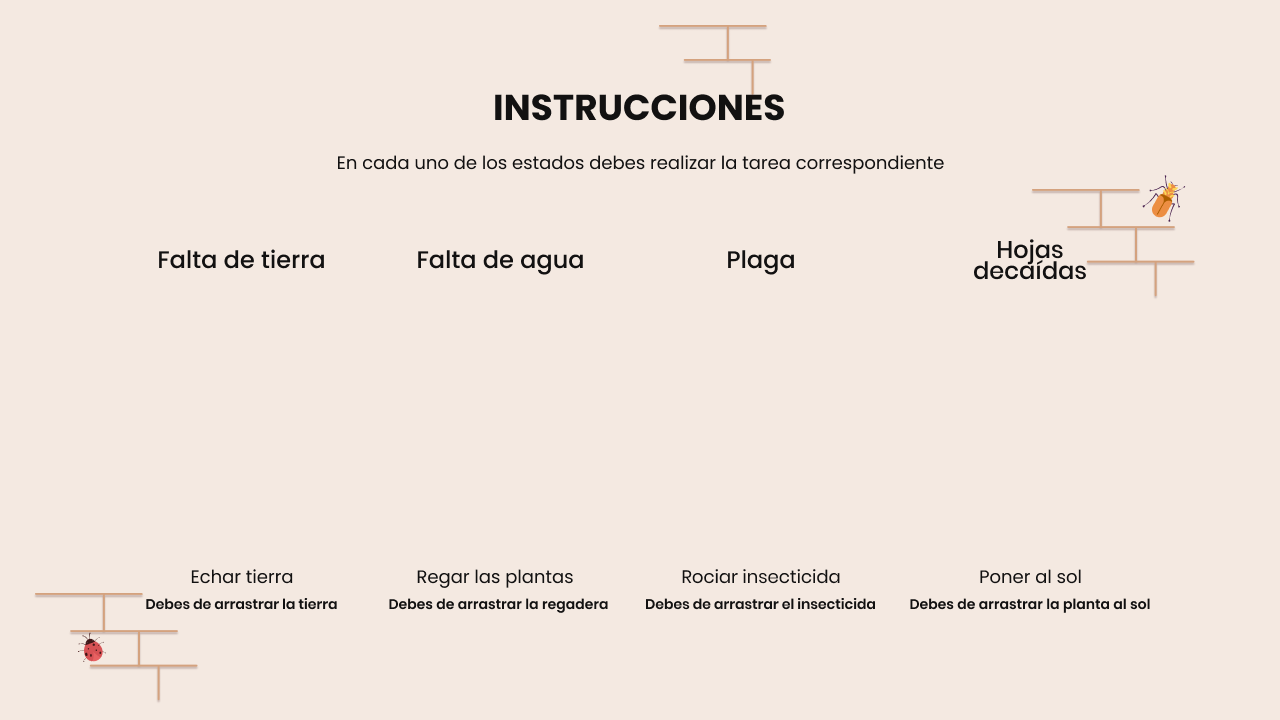 INSTRUCCIONES
En cada uno de los estados debes realizar la tarea correspondiente
Falta de tierra
Falta de agua
Plaga
Hojas
decaídas
Echar tierra
Debes de arrastrar la tierra
Regar las plantas
Debes de arrastrar la regadera
Rociar insecticida
Debes de arrastrar el insecticida
Poner al sol
Debes de arrastrar la planta al sol